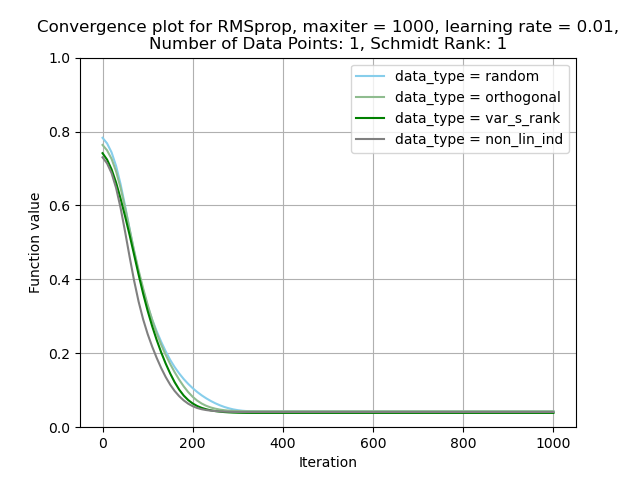 Convergence plot for RMSprop, maxiter = 1000, learning rate = 0.01,
Number of Data Points: 1, Schmidt Rank: 1
data_type = random
data_type = orthogonal
data_type = var_s_rank
data_type = non_lin_ind
Function value
1.0
0.8
0.6
0.4
0.2
0.0
0 200 400 600 800 1000
Iteration